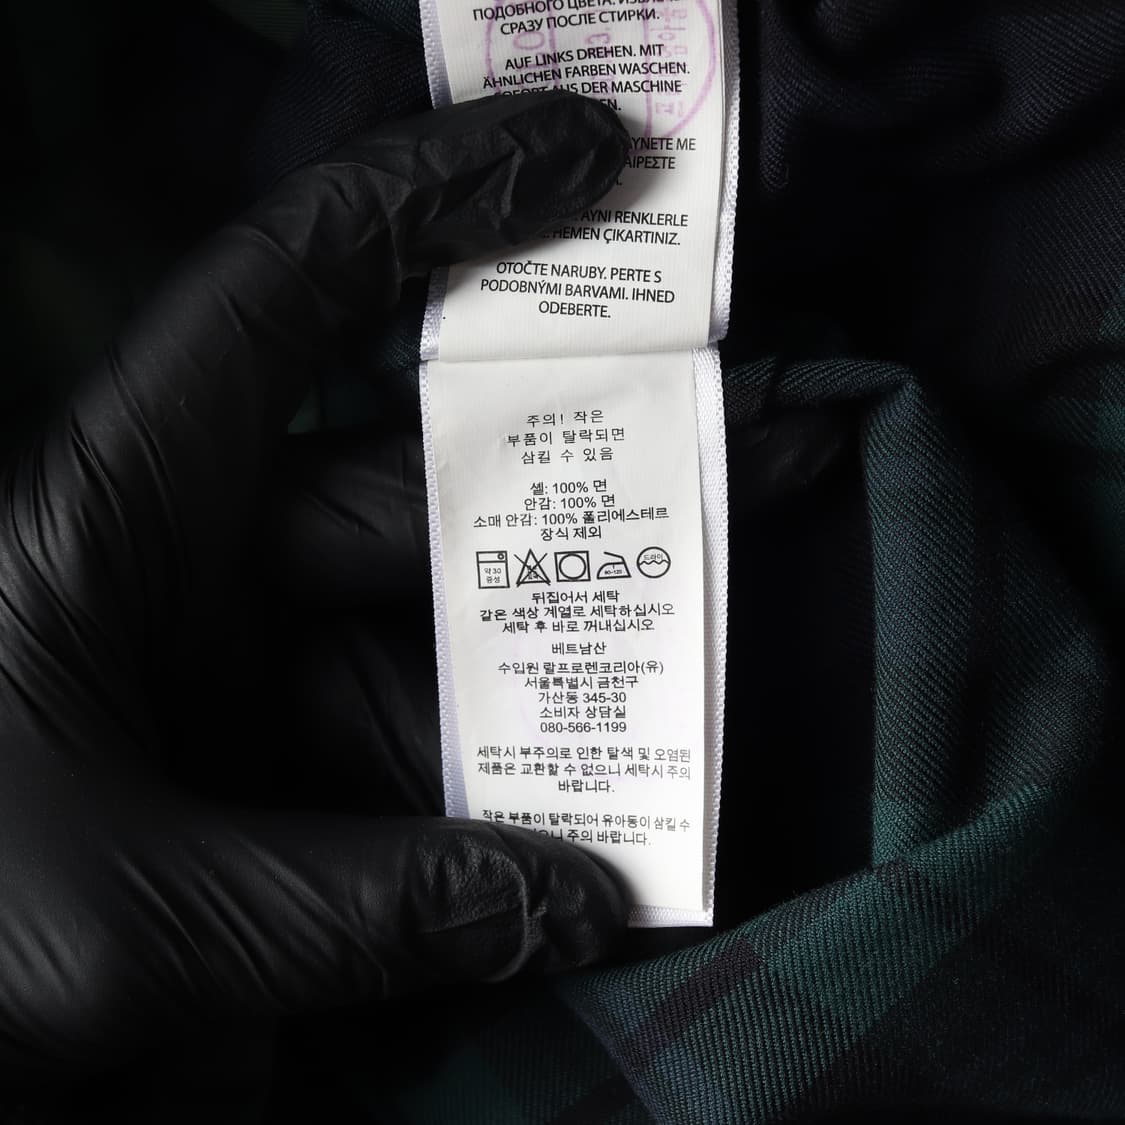 ПОДОБНОГО ЦВЕТА.
СРАЗУ ПОСЛЕ СТИРКИ.
AUF LINKS DREHEN. MIT
ÄHNLICHEN FARBEN WASCHEN.
AUS DER MASCHINE
ΜΕ
AYNI RENKLERLE
HEMEN ÇIKARTINIZ.
OTOČTE NARUBY. PERTE S
PODOBNÝMI BARVAMI. IHNED
ODEBERTE.
주의! 작은
부품이 탈락되면
삼킬 수 있음
셸: 100% 면
안감: 100% 면
소매 안감: 100% 폴리에스테르
장식 제외
약 30
중성
80~120
드라이
뒤집어서 세탁
같은 색상 계열로 세탁하십시오
세탁 후 바로 꺼내십시오
베트남산
수입원 랄프로렌코리아(유)
서울특별시 금천구
가산동 345-30
소비자 상담실
080-566-1199
세탁시 부주의로 인한 탈색 및 오염된
제품은 교환할 수 없으니 세탁시 주의
바랍니다.
작은 부품이 탈락되어 유아동이 삼킬 수
주의 바랍니다.